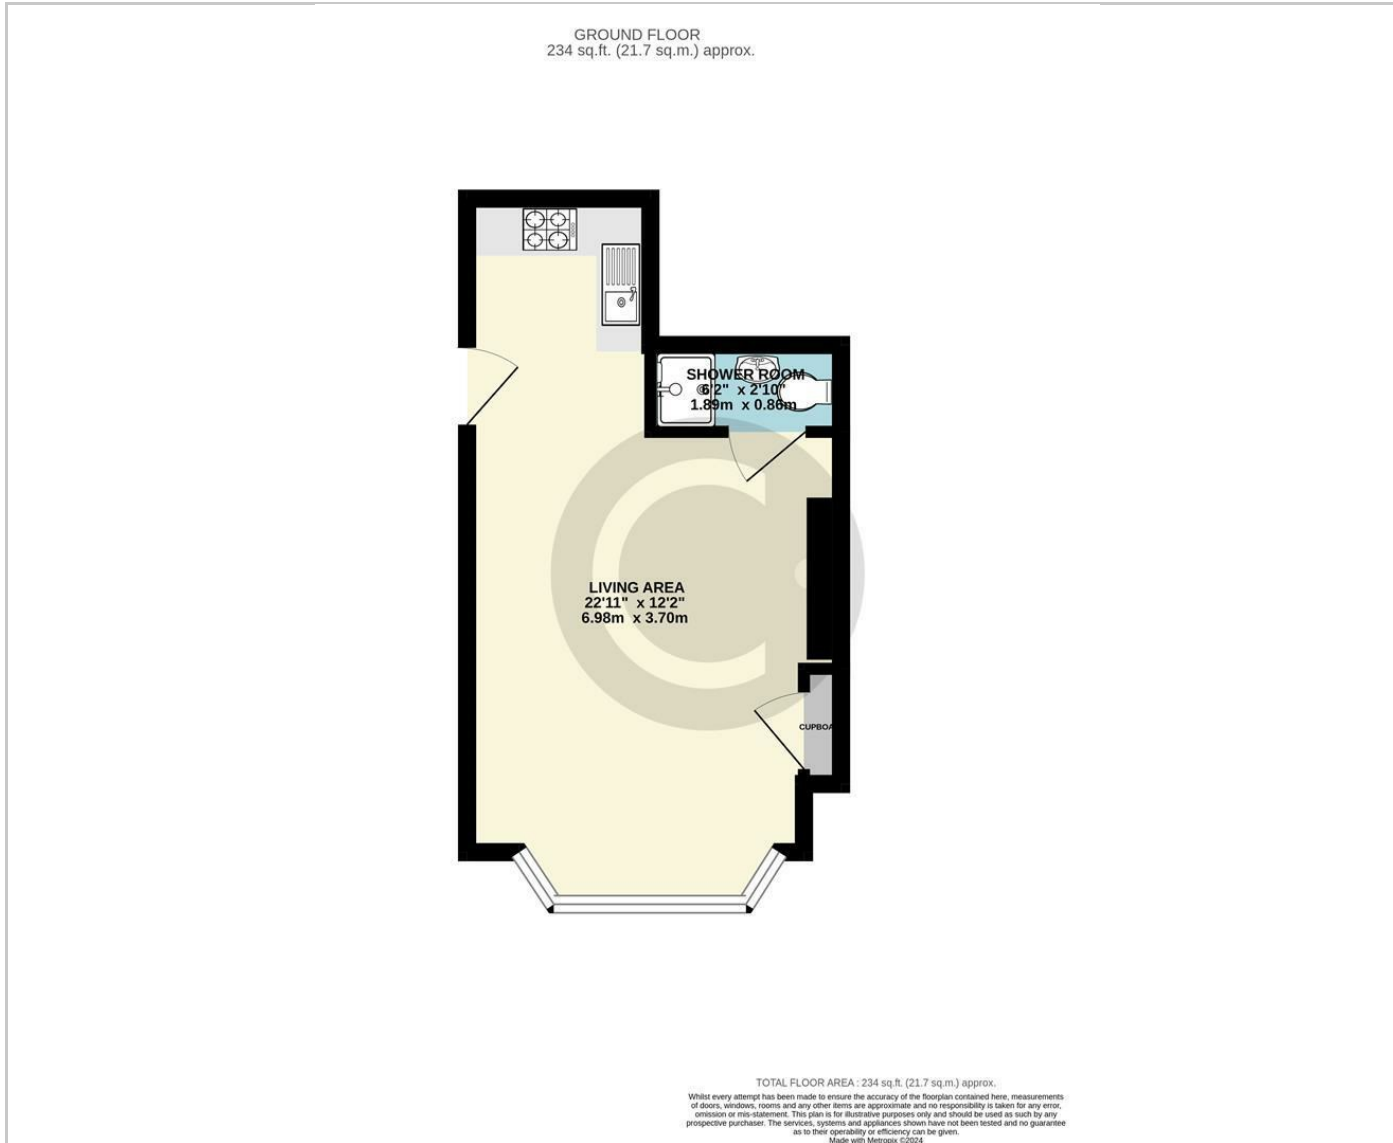 GROUND FLOOR
234 sq.ft. (21.7 sq.m.) approx.
SHOWER ROOM
6'2" x 2'10"
1.89m x 0.86m
LIVING AREA
22'11" x 12'2"
6.98m x 3.70m
CUPBOA
TOTAL FLOOR AREA : 234 sq.ft. (21.7 sq.m.) approx.
Whilst every attempt has been made to ensure the accuracy of the floorplan contained here, measurements
of doors, windows, rooms and any other items are approximate and no responsibility is taken for any error,
omission or mis-statement. This plan is for illustrative purposes only and should be used as such by any
prospective purchaser. The services, systems and appliances shown have not been tested and no guarantee
as to their operability or efficiency can be given.
Made with Metropix ©2024